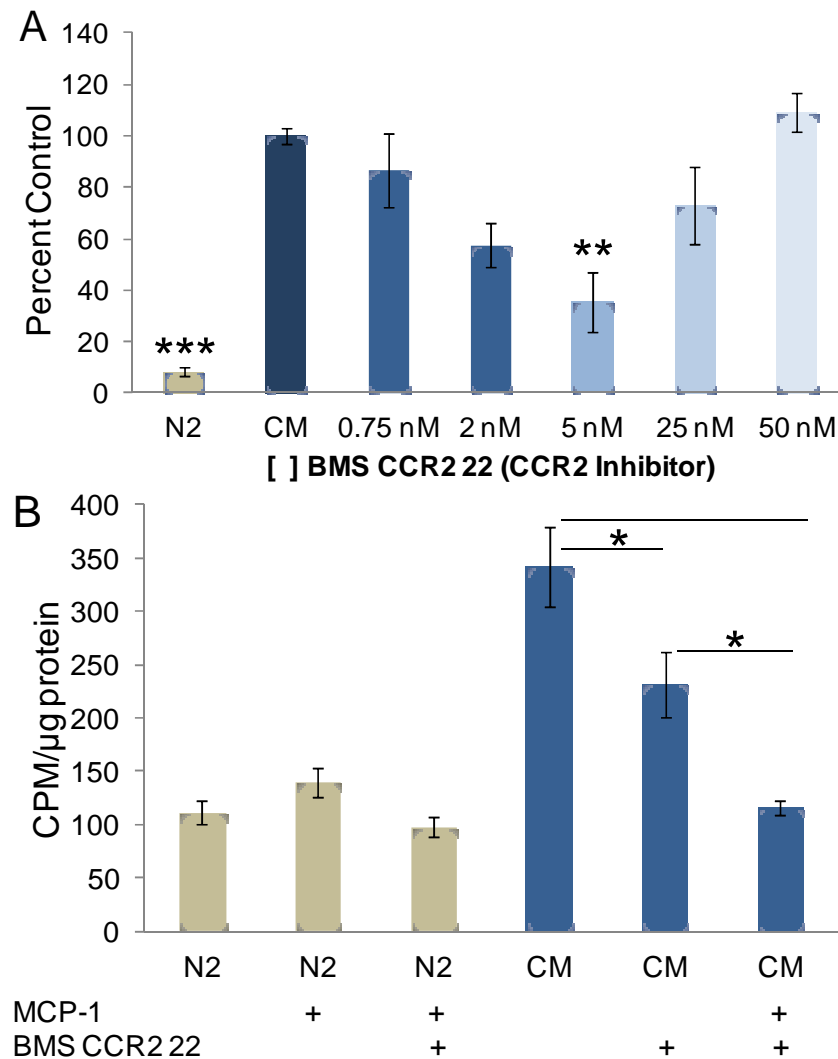 A
140
120
100
80
60
40
20
0
Percent Control
***
**
N2 CM 0.75 nM 2 nM 5 nM 25 nM 50 nM
[ ] BMS CCR2 22 (CCR2 Inhibitor)
B
400
350
300
250
200
150
100
50
0
CPM/µg protein
*
*
N2 N2 N2 CM CM CM
MCP-1 + + +
BMS CCR2 22 + + +